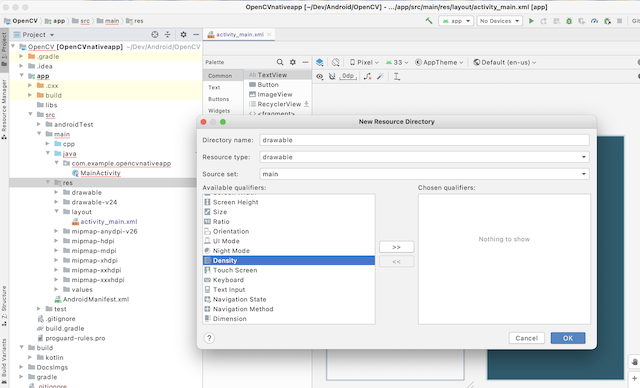 OpenCV [OpenCVnativeapp] – ~/Dev/Android/OpenCV – .../app/src/main/res/layout/activity_main.xml [app]
OpenCV
app
src
main
res
app
No Devices
Project
activity_main.xml
OpenCV [OpenCVnativeapp] ~/Dev/Android/OpenCV
.gradle
.idea
app
.cxx
build
libs
src
androidTest
main
cpp
java
com.example.opencvnativeapp
MainActivity
res
drawable
drawable-v24
layout
activity_main.xml
mipmap-anydpi-v26
mipmap-hdpi
mipmap-mdpi
mipmap-xhdpi
mipmap-xxhdpi
mipmap-xxxhdpi
values
AndroidManifest.xml
test
.gitignore
build.gradle
proguard-rules.pro
build
kotlin
DocsImgs
gradle
.gitignore
1: Project
Resource Manager
Z: Structure
Build Variants
Palette
Common
Text
Buttons
Widgets
TextView
Button
ImageView
RecyclerView
<fragment>
Pixel
33
AppTheme
Default (en-us)
0dp
New Resource Directory
Directory name:
drawable
Resource type:
drawable
Source set:
main
Available qualifiers:
Chosen qualifiers:
Screen Height
Size
Ratio
Orientation
UI Mode
Night Mode
Density
Touch Screen
Keyboard
Text Input
Navigation State
Navigation Method
Dimension
>>
<<
Nothing to show
?
Cancel
OK